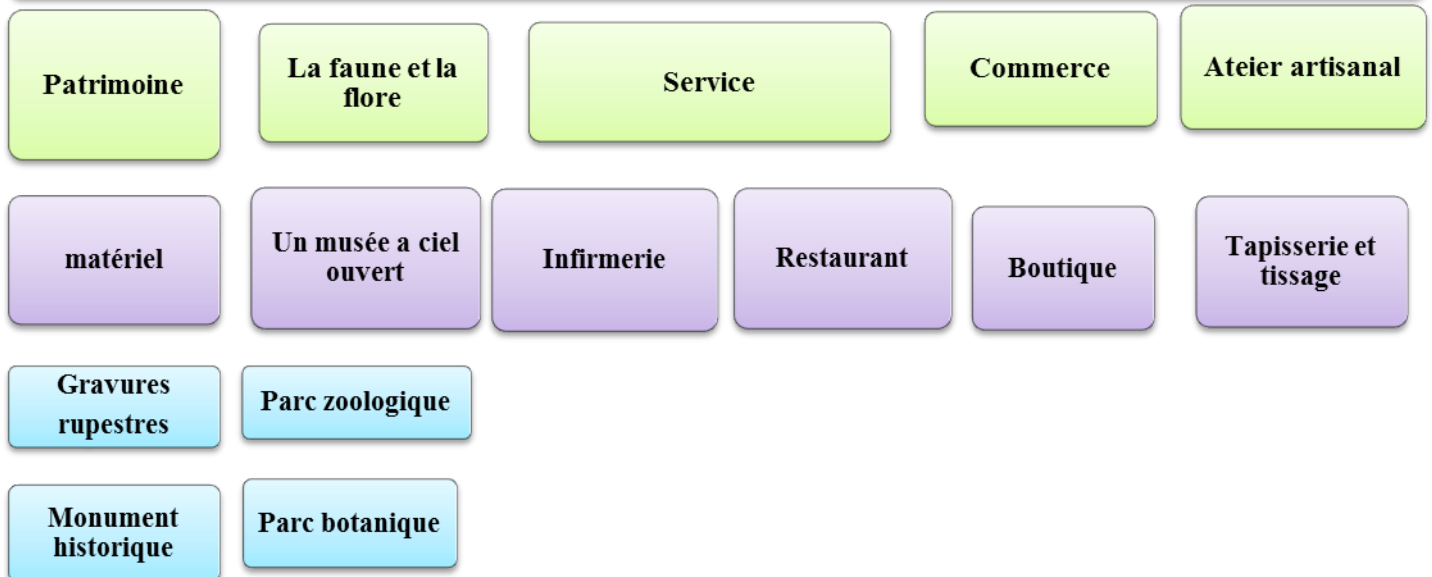 Patrimoine
La faune et la
flore
Service
Commerce
Ateier artisanal
matériel
Un musée a ciel
ouvert
Infirmerie
Restaurant
Boutique
Tapisserie et
tissage
Gravures
rupestres
Parc zoologique
Monument
historique
Parc botanique